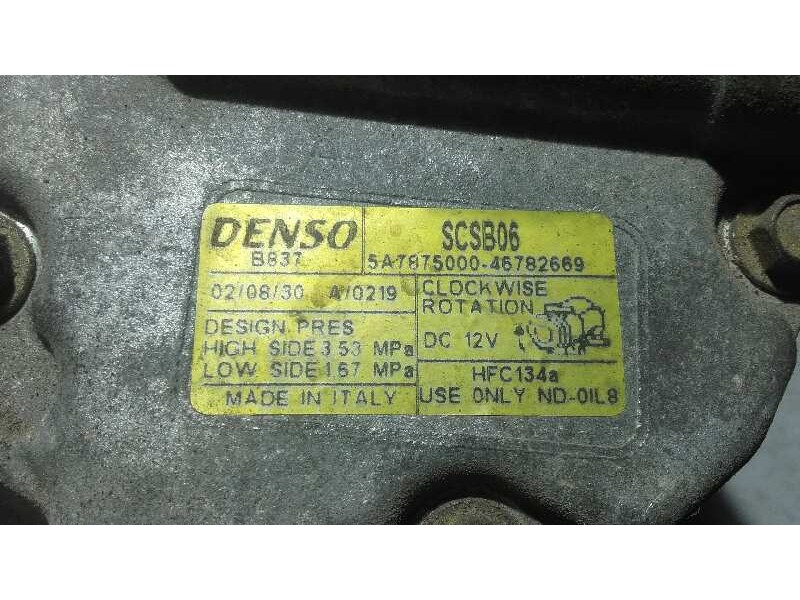 DENSO
B837
SCSB06
5A7875000-46782669
02/08/30 A/0219
CLOCKWISE
ROTATION
DESIGN PRES
HIGH SIDE 3.53 MPa
LOW SIDE 1.67 MPa
DC 12V
HFC134a
MADE IN ITALY
USE ONLY ND-OIL8